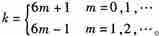 k = { 6m + 1   m = 0, 1, ⋯
6m − 1   m = 1, 2, ⋯。